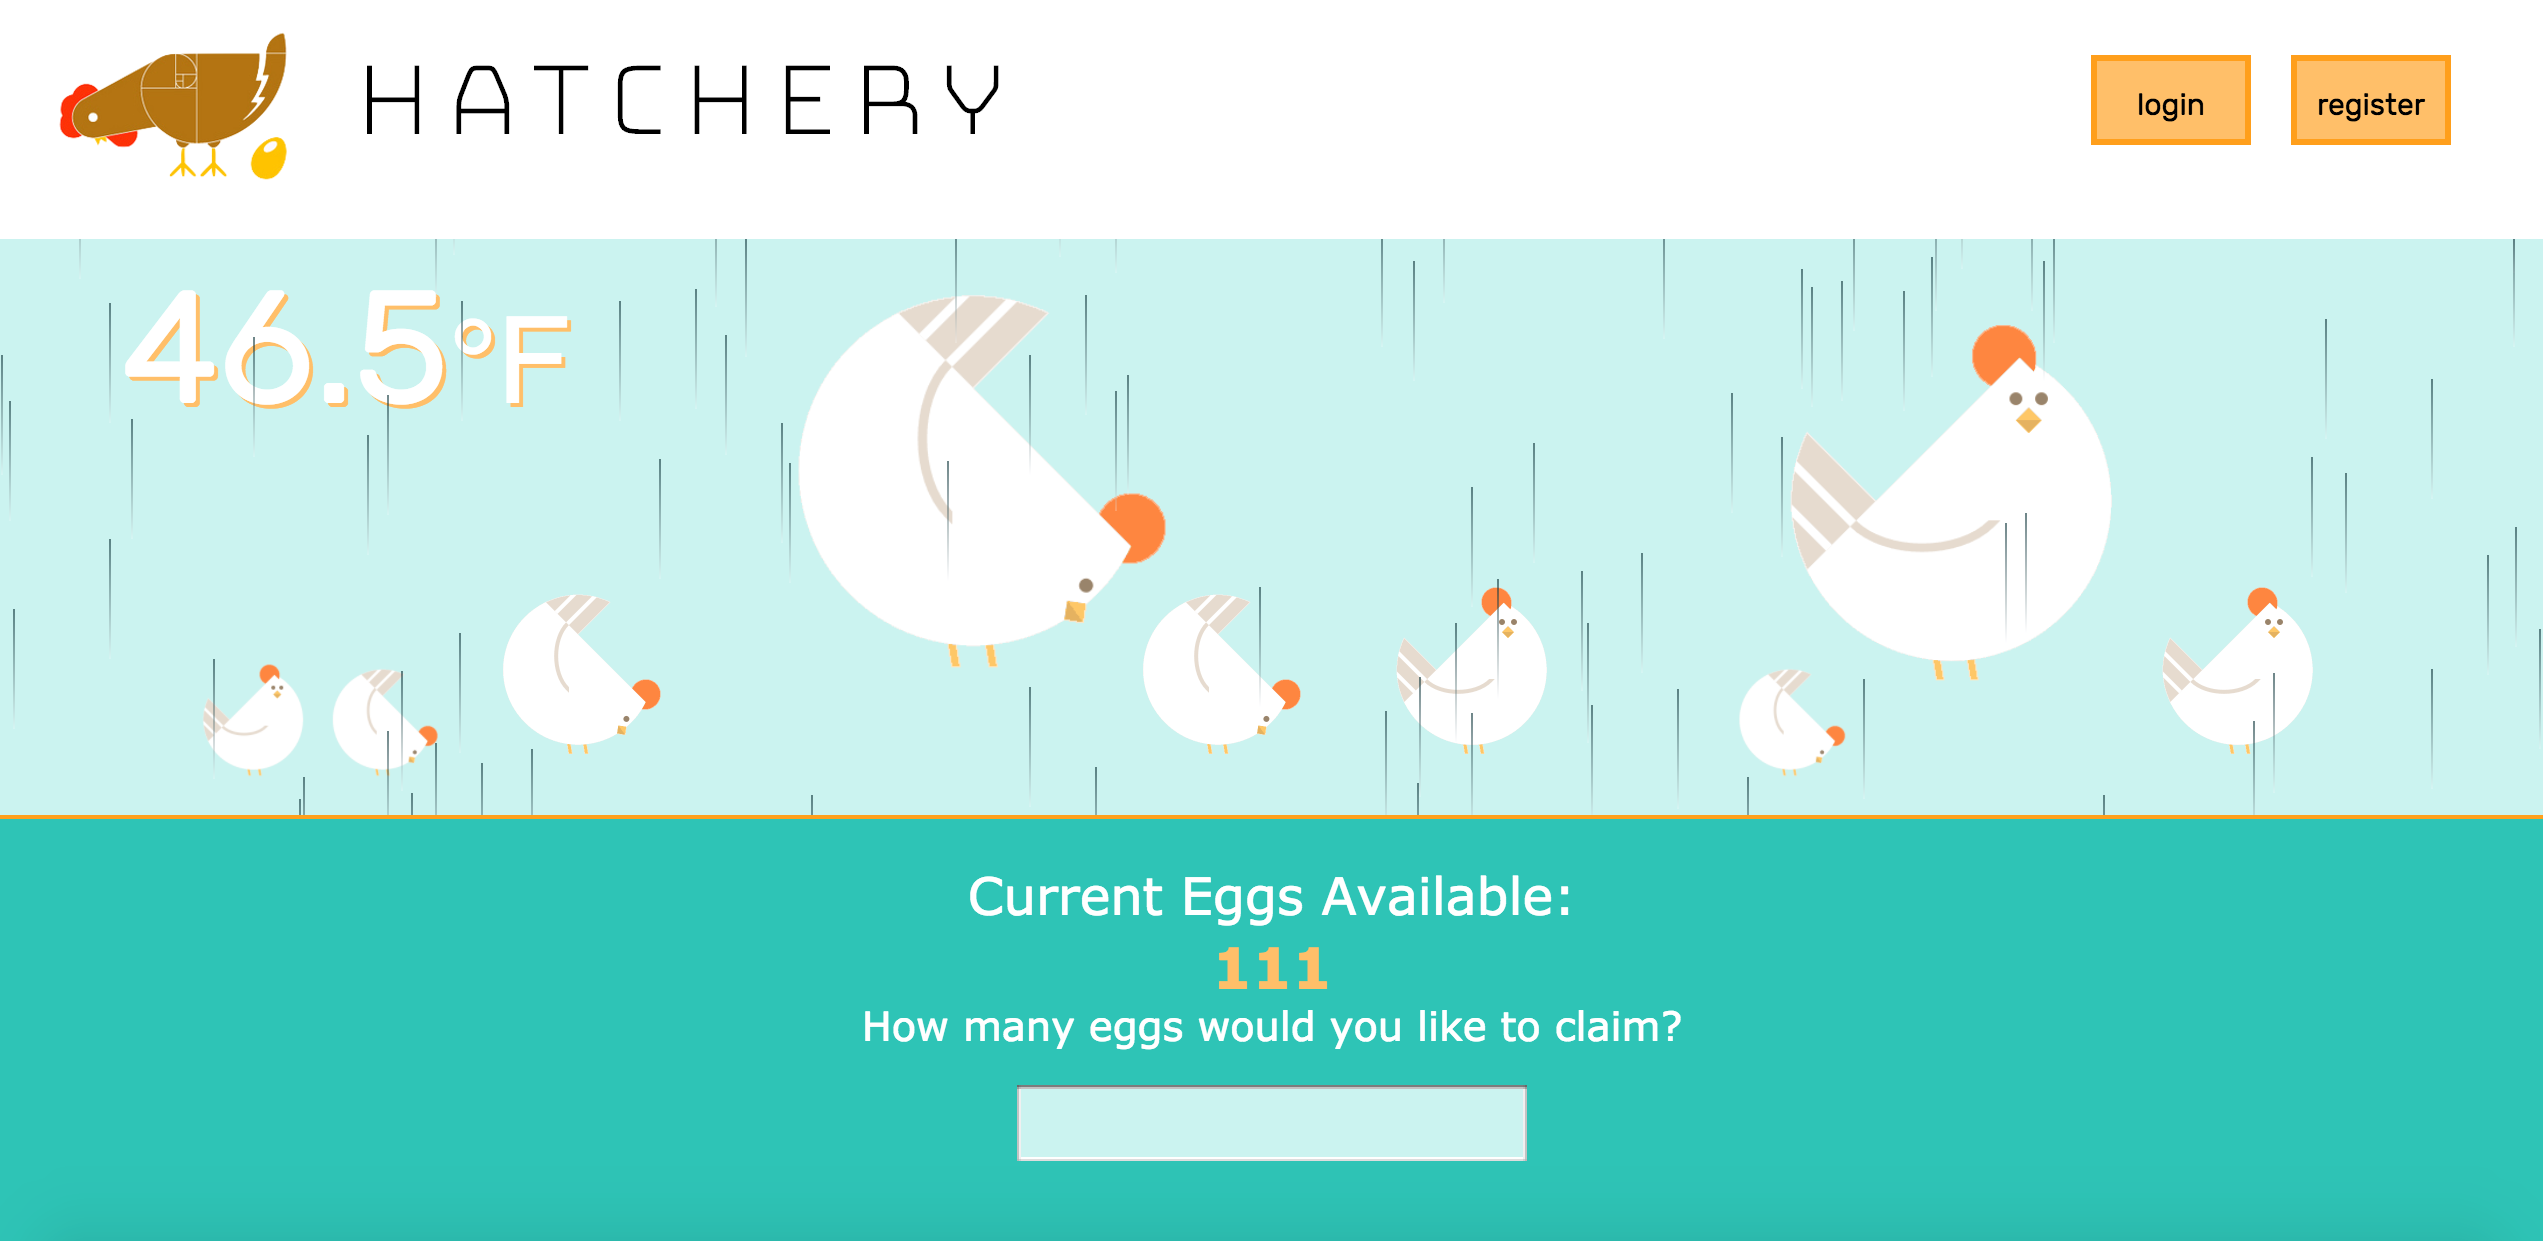 HATCHERY
login
register
46.5°F
Current Eggs Available:
111
How many eggs would you like to claim?